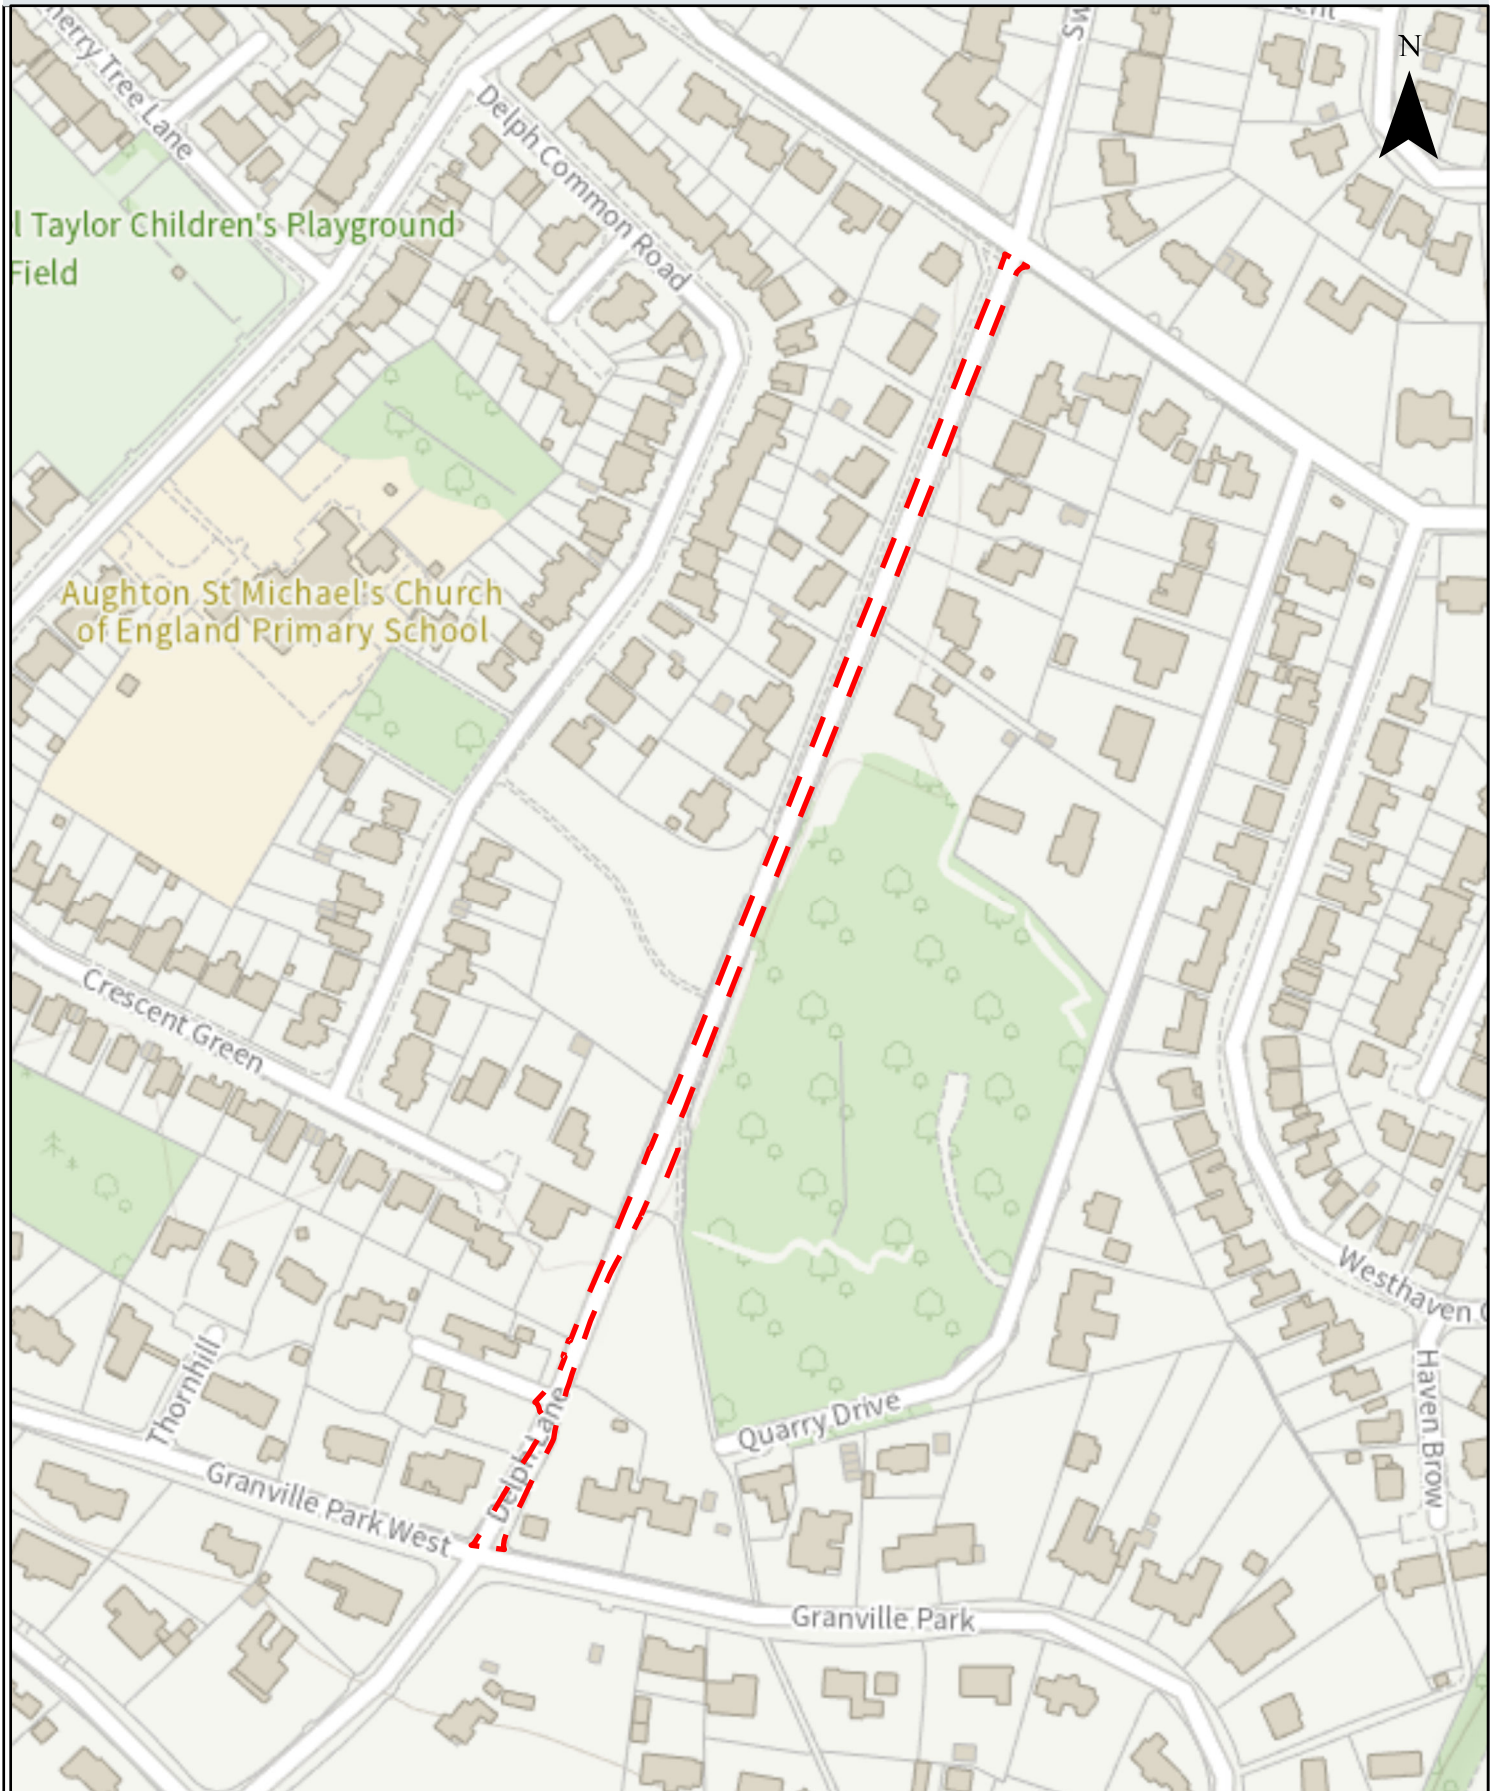 N
Tree Lane
Delph Common Road
l Taylor Children's Playground
Field
Aughton St Michael's Church
of England Primary School
Crescent Green
Thornhill
Delph Lane
Quarry Drive
Westhaven
Haven Brow
Granville Park West
Granville Park